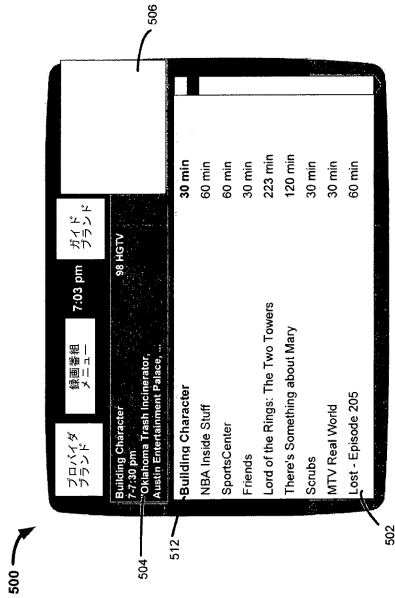 500
506
プロバイダ
ブランド
録画番組
メニュー
7:03 pm
ガイド
ブランド
Building Character
7-7:30 pm
98 HGTV
"Oklahoma Trash Incinerator,
Austin Entertainment Palace, ...
504
512
Building Character 30 min
NBA Inside Stuff 60 min
SportsCenter 60 min
Friends 30 min
Lord of the Rings: The Two Towers 223 min
There's Something about Mary 120 min
Scrubs 30 min
MTV Real World 30 min
Lost - Episode 205 60 min
502